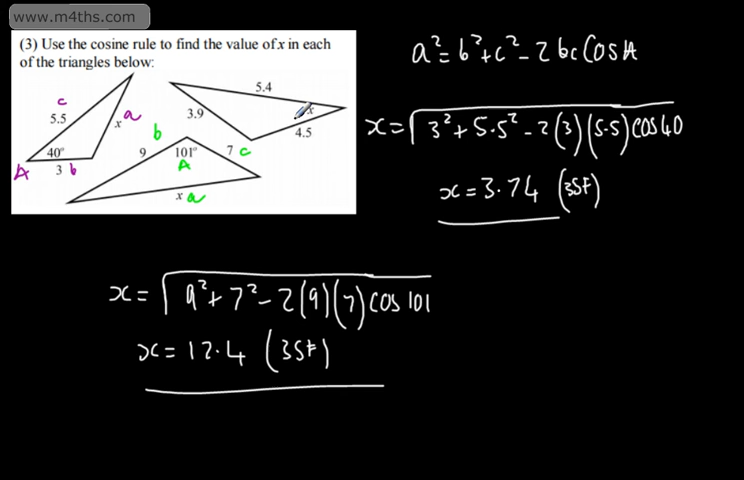 www.m4ths.com
(3) Use the cosine rule to find the value of x in each
of the triangles below:
c
5.5
a
x
40°
A
3 b
5.4
3.9
x
4.5
b
9
101°
A
7 c
x a
a² = b² + c² - 2bc Cos A
x = √3² + 5.5² - 2(3)(5.5) cos 40
x = 3.74 (3SF)
x = √9² + 7² - 2(9)(7) cos 101
x = 12.4 (3SF)